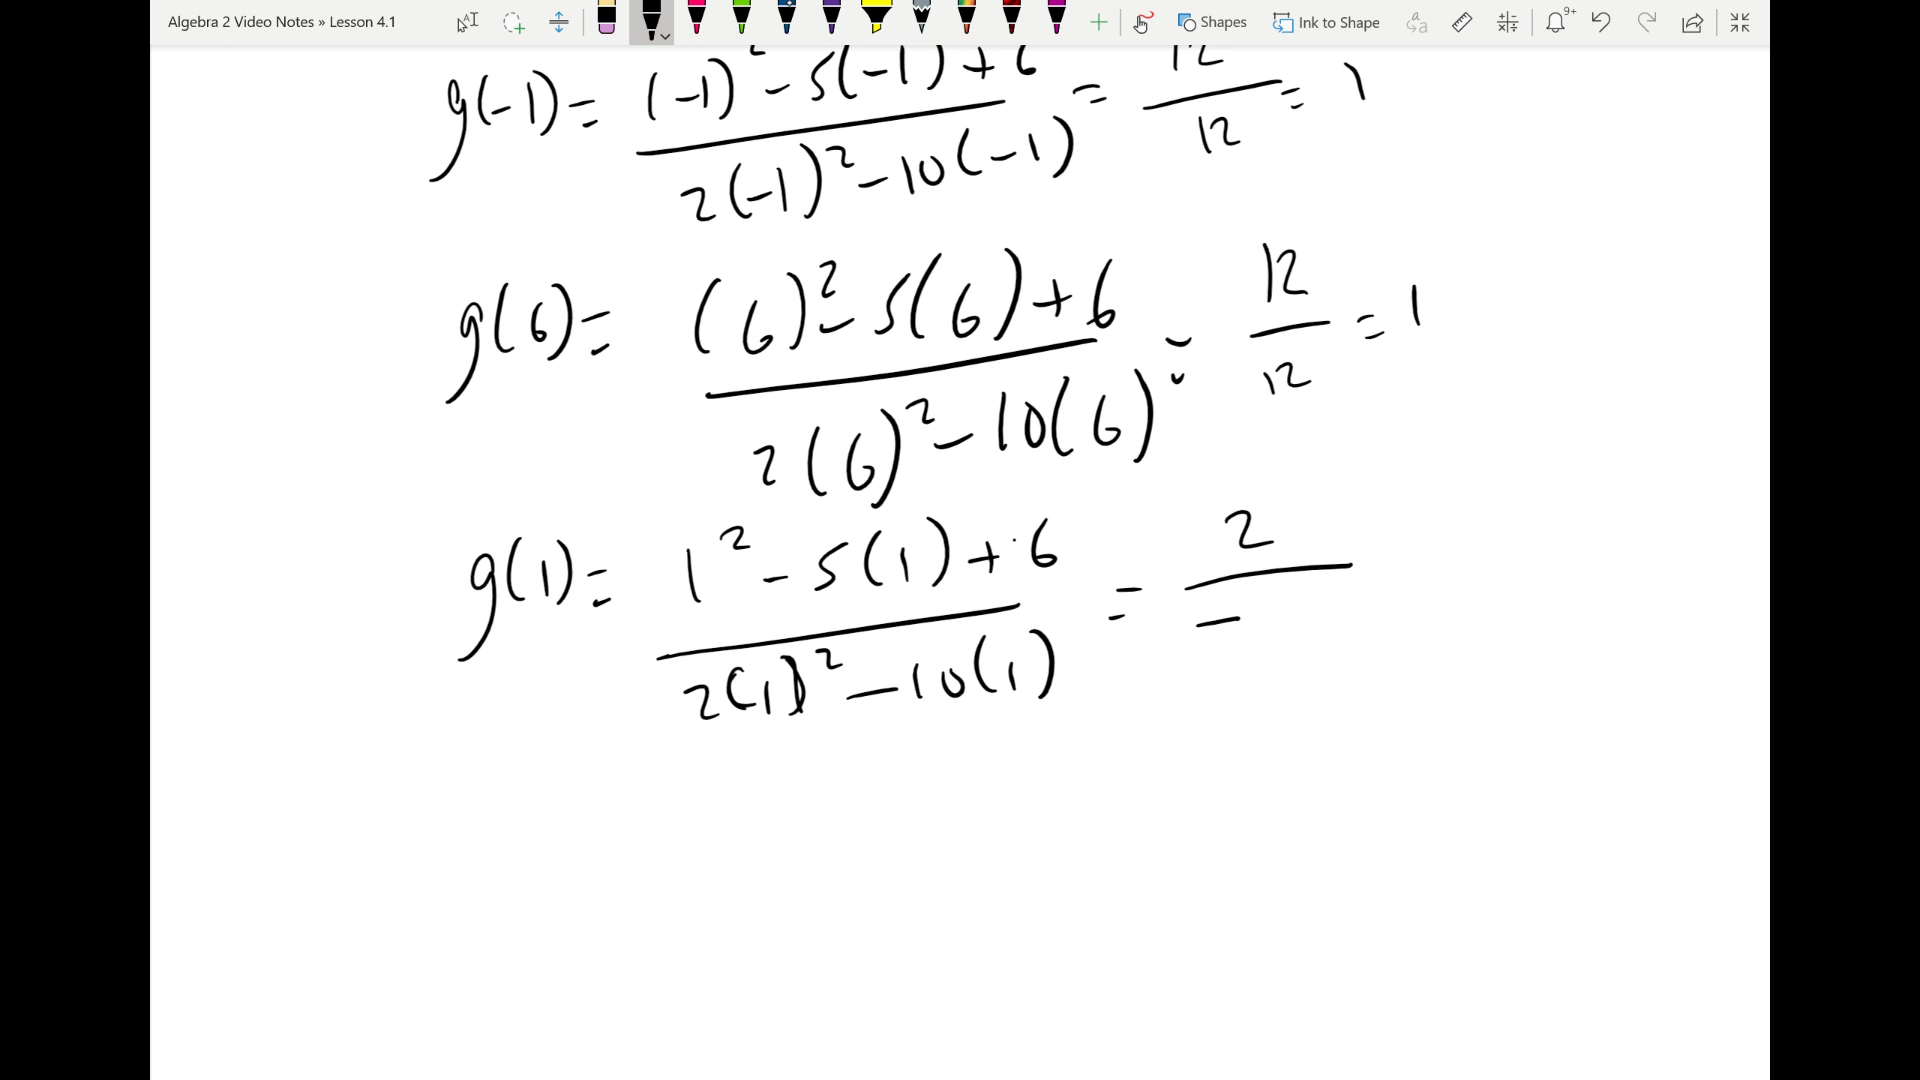 Algebra 2 Video Notes » Lesson 4.1
Shapes
Ink to Shape
9+
g(-1) = (-1)² - 5(-1) + 6 / 2(-1)² - 10(-1) = 12/12 = 1
g(6) = (6)² - 5(6) + 6 / 2(6)² - 10(6) = 12/12 = 1
g(1) = 1² - 5(1) + 6 / 2(1)² - 10(1) = 2/-